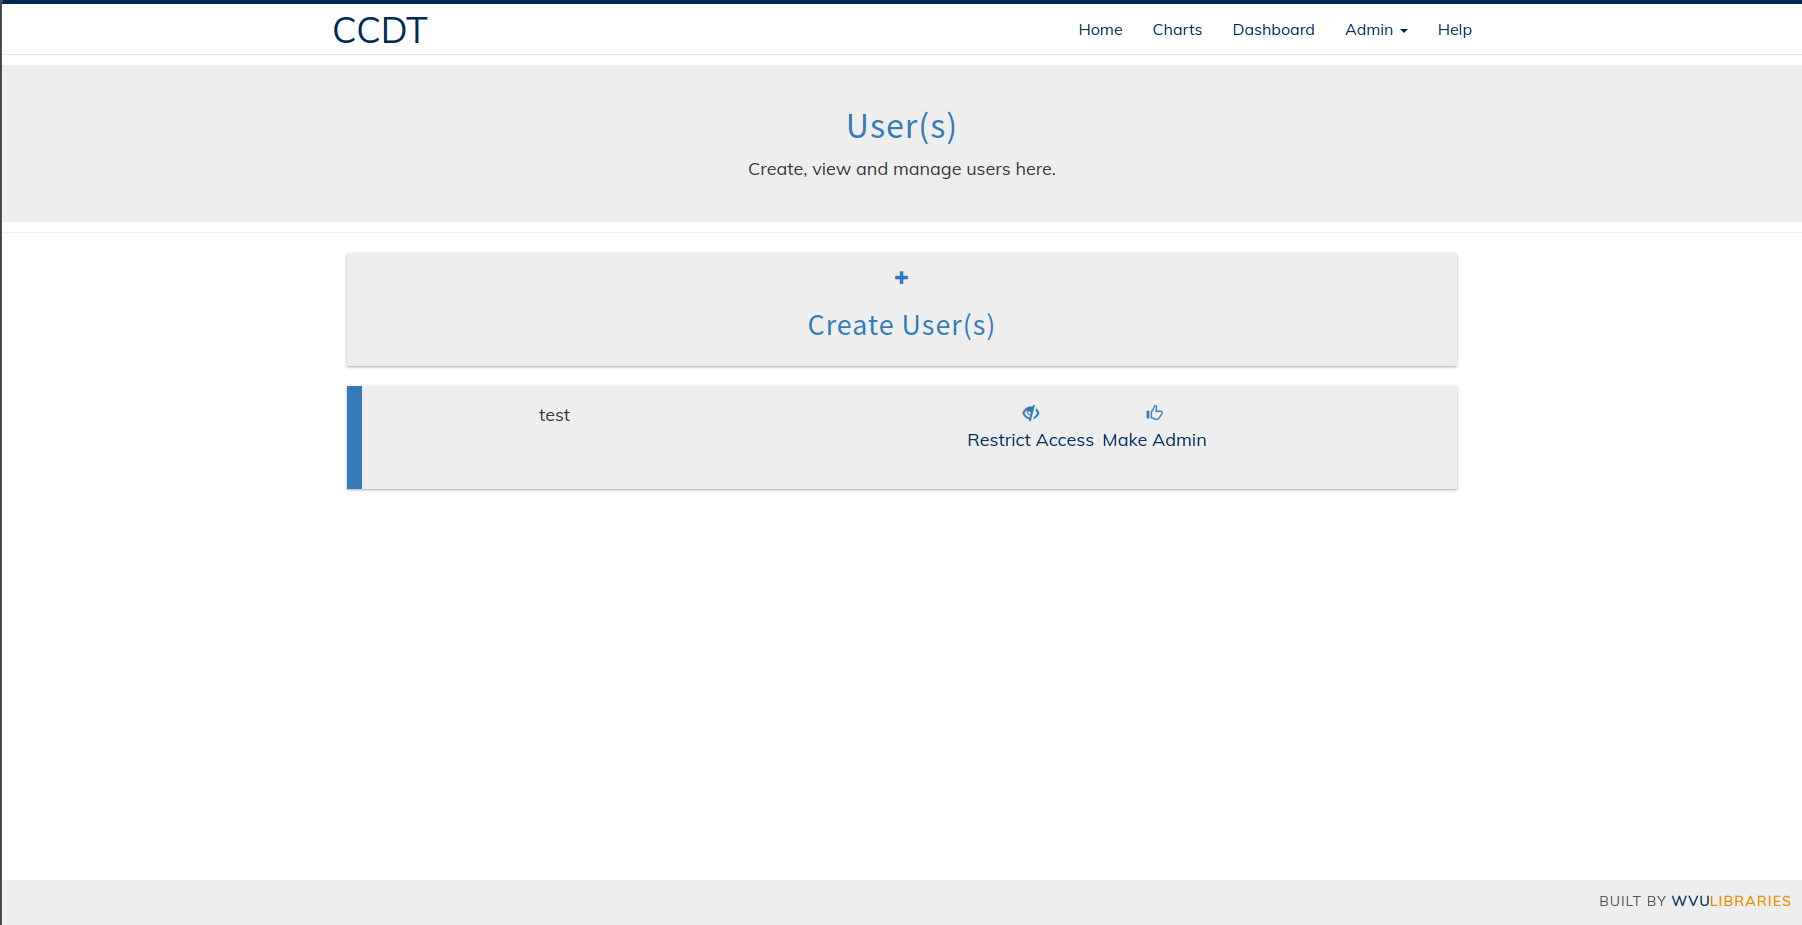 CCDT
Home Charts Dashboard Admin Help
User(s)
Create, view and manage users here.
Create User(s)
test
Restrict Access Make Admin
BUILT BY WVULIBRARIES